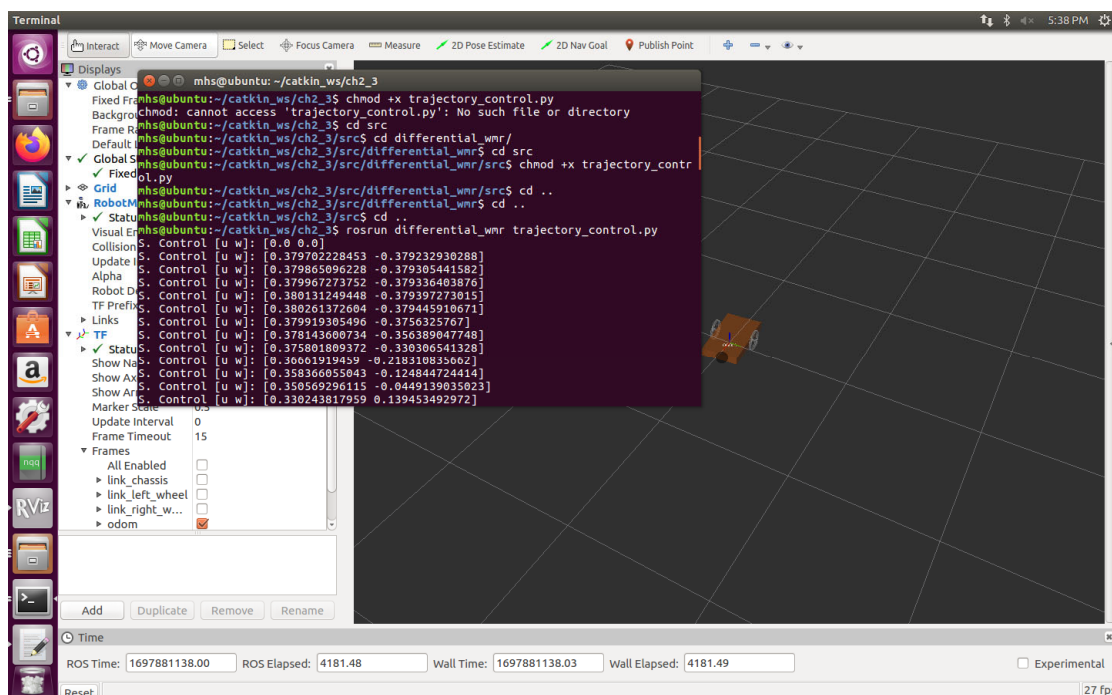 Terminal
5:38 PM
Interact Move Camera Select Focus Camera Measure 2D Pose Estimate 2D Nav Goal Publish Point
Displays
mhs@ubuntu: ~/catkin_ws/ch2_3
mhs@ubuntu:~/catkin_ws/ch2_3$ chmod +x trajectory_control.py
chmod: cannot access 'trajectory_control.py': No such file or directory
mhs@ubuntu:~/catkin_ws/ch2_3$ cd src
mhs@ubuntu:~/catkin_ws/ch2_3/src$ cd differential_wmr/
mhs@ubuntu:~/catkin_ws/ch2_3/src/differential_wmr$ cd src
mhs@ubuntu:~/catkin_ws/ch2_3/src/differential_wmr/src$ chmod +x trajectory_contr
ol.py
mhs@ubuntu:~/catkin_ws/ch2_3/src/differential_wmr/src$ cd ..
mhs@ubuntu:~/catkin_ws/ch2_3/src/differential_wmr$ cd ..
mhs@ubuntu:~/catkin_ws/ch2_3/src$ cd ..
mhs@ubuntu:~/catkin_ws/ch2_3$ rosrun differential_wmr trajectory_control.py
S. Control [u w]: [0.0 0.0]
S. Control [u w]: [0.379702228453 -0.379232930288]
S. Control [u w]: [0.379865096228 -0.379305441582]
S. Control [u w]: [0.379967273752 -0.379336403876]
S. Control [u w]: [0.380131249448 -0.379397273015]
S. Control [u w]: [0.380261372604 -0.379445910671]
S. Control [u w]: [0.379919305496 -0.3756325767]
S. Control [u w]: [0.378143600734 -0.356389047748]
S. Control [u w]: [0.375801809372 -0.330306541328]
S. Control [u w]: [0.36661919459 -0.218310835662]
S. Control [u w]: [0.358366055043 -0.124844724414]
S. Control [u w]: [0.350569296115 -0.0449139035023]
S. Control [u w]: [0.330243817959 0.139453492972]
Global O
Fixed Fra
Backgrou
Frame Ra
Default L
Global S
Fixed
Grid
RobotM
Statu
Visual En
Collision
Update I
Alpha
Robot De
TF Prefix
Links
TF
Statu
Show Na
Show Ax
Show Arr
Marker Scale 0.5
Update Interval 0
Frame Timeout 15
Frames
All Enabled
link_chassis
link_left_wheel
link_right_w...
odom
Add Duplicate Remove Rename
Time
ROS Time: 1697881138.00 ROS Elapsed: 4181.48 Wall Time: 1697881138.03 Wall Elapsed: 4181.49 Experimental
Reset 27 fp
a
nqq
RViz
>_